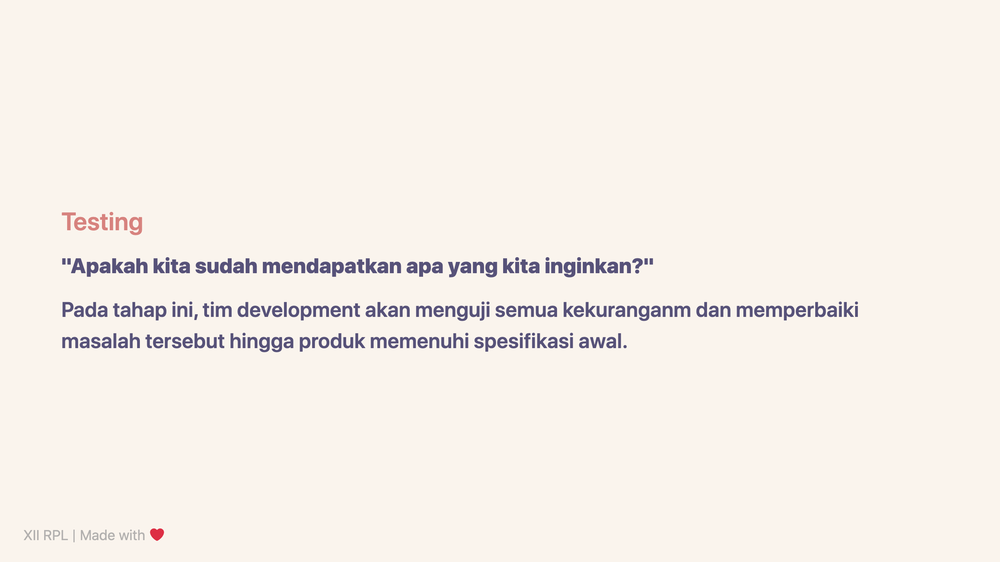 Testing
"Apakah kita sudah mendapatkan apa yang kita inginkan?"
Pada tahap ini, tim development akan menguji semua kekuranganm dan memperbaiki
masalah tersebut hingga produk memenuhi spesifikasi awal.
XII RPL | Made with ❤️